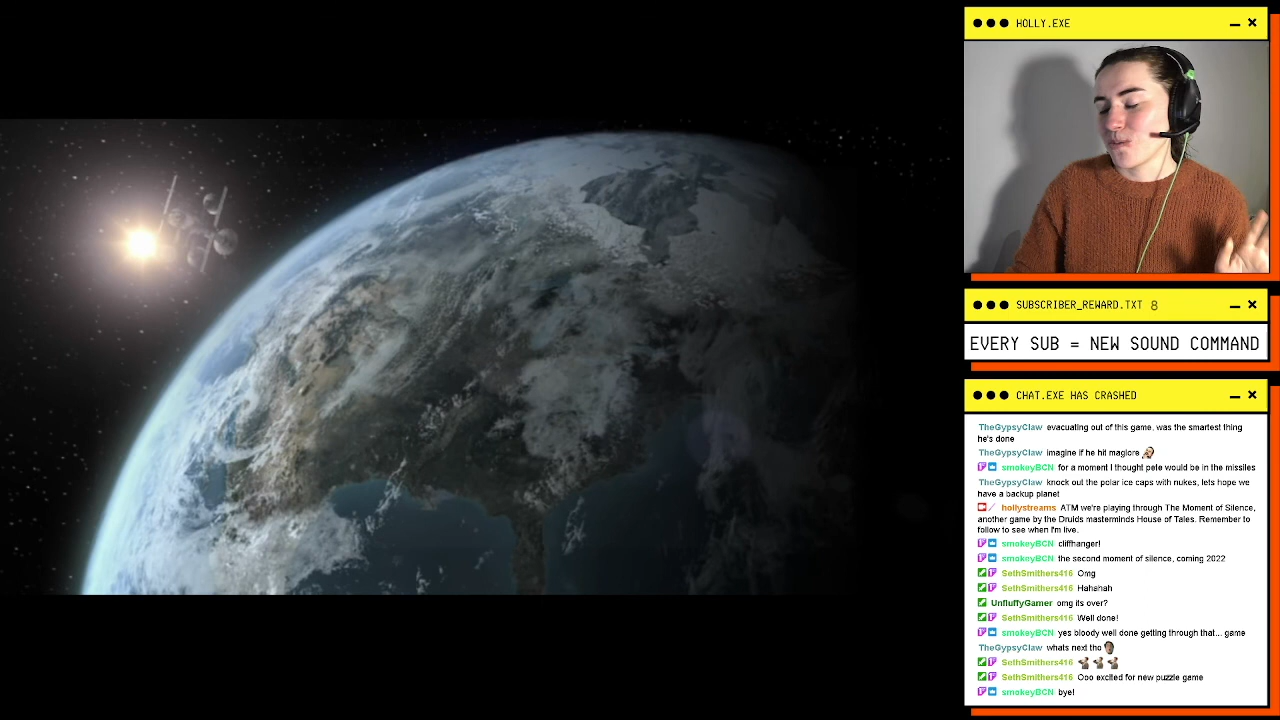 HOLLY.EXE
SUBSCRIBER_REWARD.TXT 8
EVERY SUB = NEW SOUND COMMAND
CHAT.EXE HAS CRASHED
TheGypsyClaw evacuating out of this game, was the smartest thing
he's done
TheGypsyClaw imagine if he hit maglore
smokeyBCN for a moment I thought pete would be in the missiles
TheGypsyClaw knock out the polar ice caps with nukes, lets hope we
have a backup planet
hollystreams ATM we're playing through The Moment of Silence,
another game by the Druids masterminds House of Tales. Remember to
follow to see when I'm live.
smokeyBCN cliffhanger!
smokeyBCN the second moment of silence, coming 2022
SethSmithers416 Omg
SethSmithers416 Hahahah
UnfluffyGamer omg its over?
SethSmithers416 Well done!
smokeyBCN yes bloody well done getting through that... game
TheGypsyClaw whats next tho
SethSmithers416
SethSmithers416 Ooo excited for new puzzle game
smokeyBCN bye!